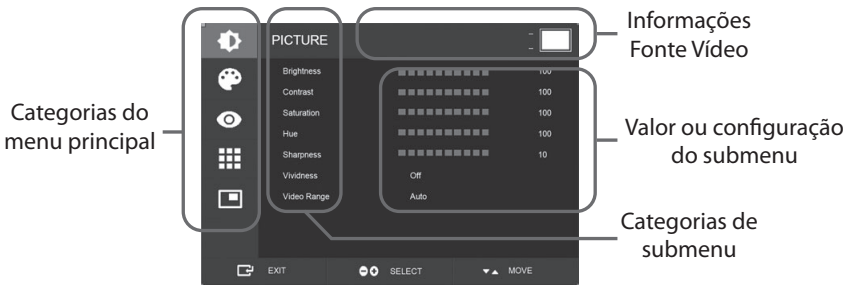 Informações
Fonte Vídeo
PICTURE
Brightness 100
Contrast 100
Saturation 100
Hue 100
Sharpness 10
Vividness Off
Video Range Auto
Categorias do
menu principal
Valor ou configuração
do submenu
Categorias de
submenu
EXIT SELECT MOVE